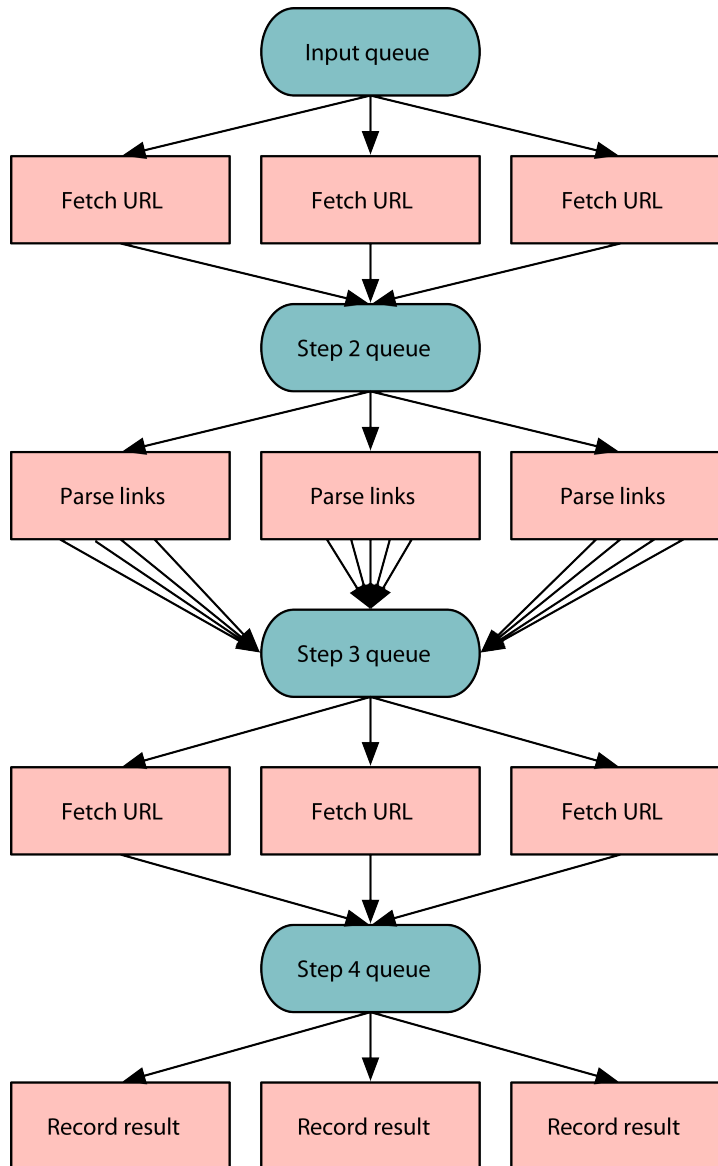 Input queue
Fetch URL
Fetch URL
Fetch URL
Step 2 queue
Parse links
Parse links
Parse links
Step 3 queue
Fetch URL
Fetch URL
Fetch URL
Step 4 queue
Record result
Record result
Record result